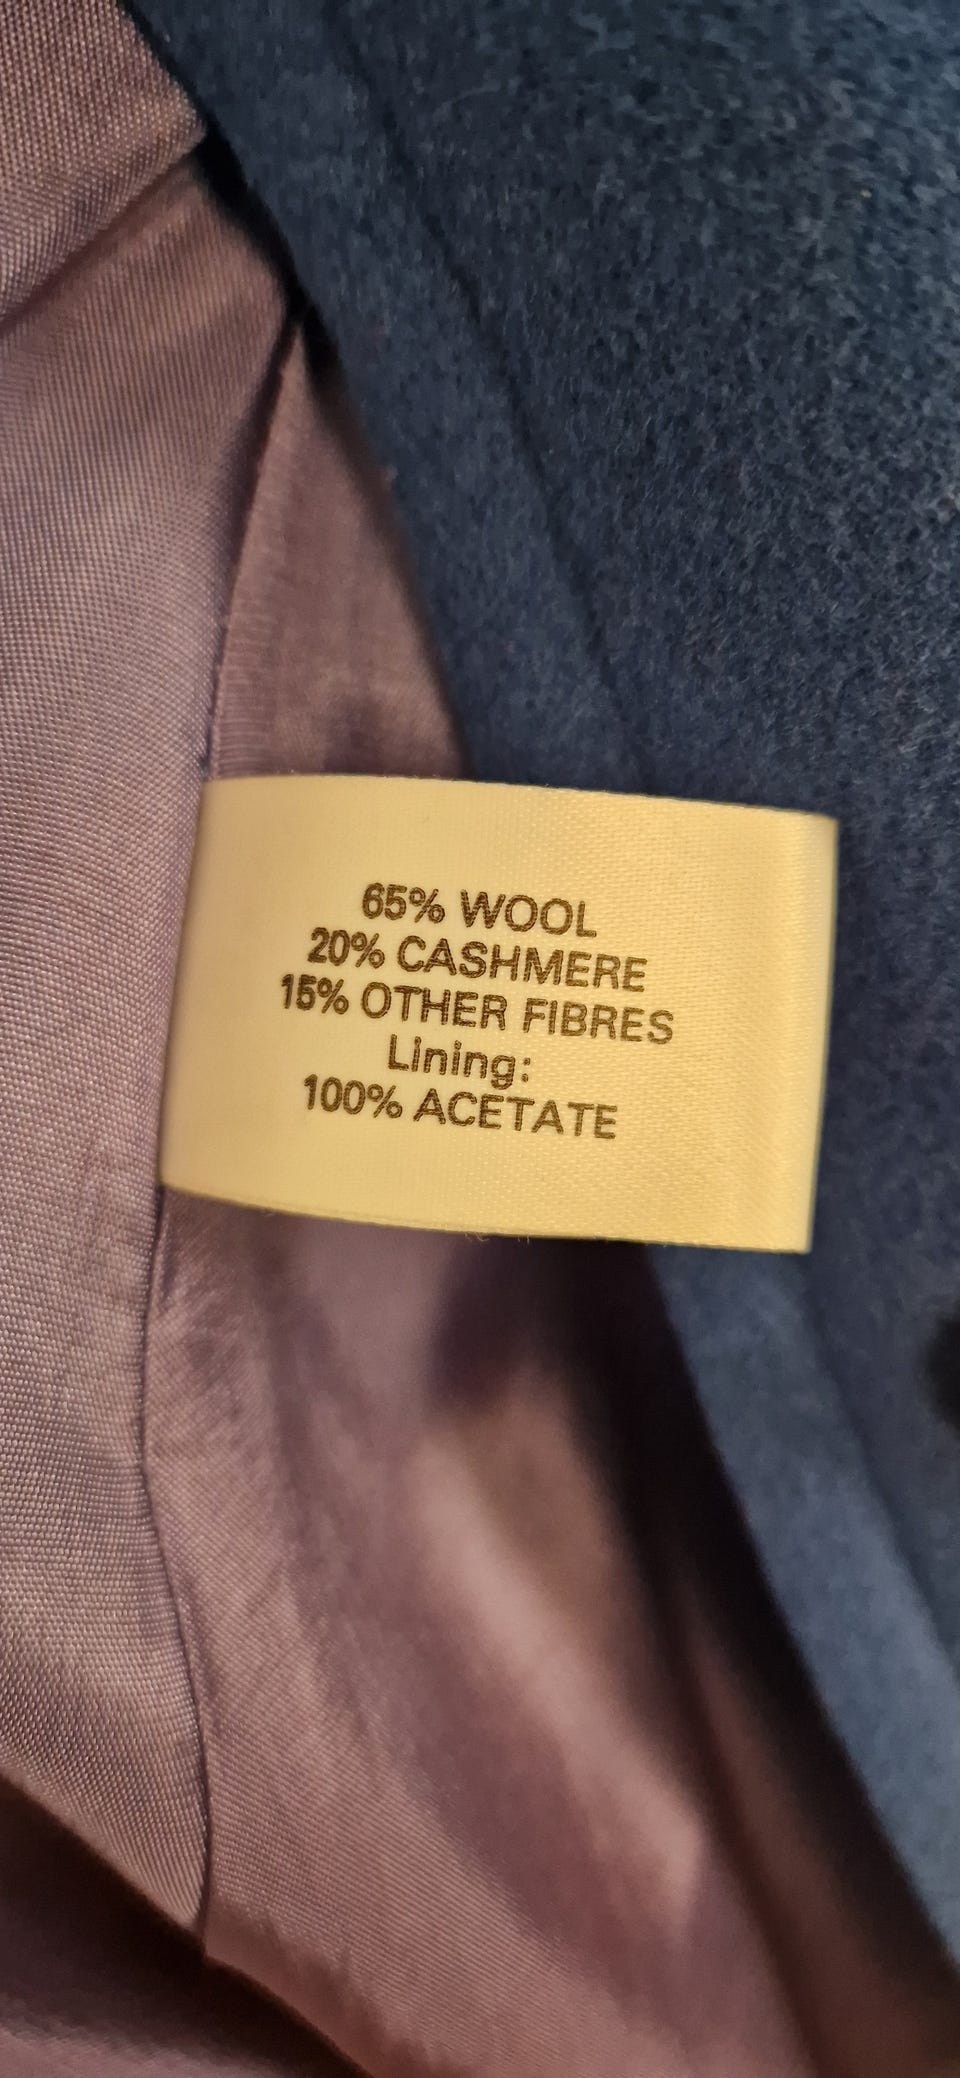 65% WOOL
20% CASHMERE
15% OTHER FIBRES
Lining:
100% ACETATE